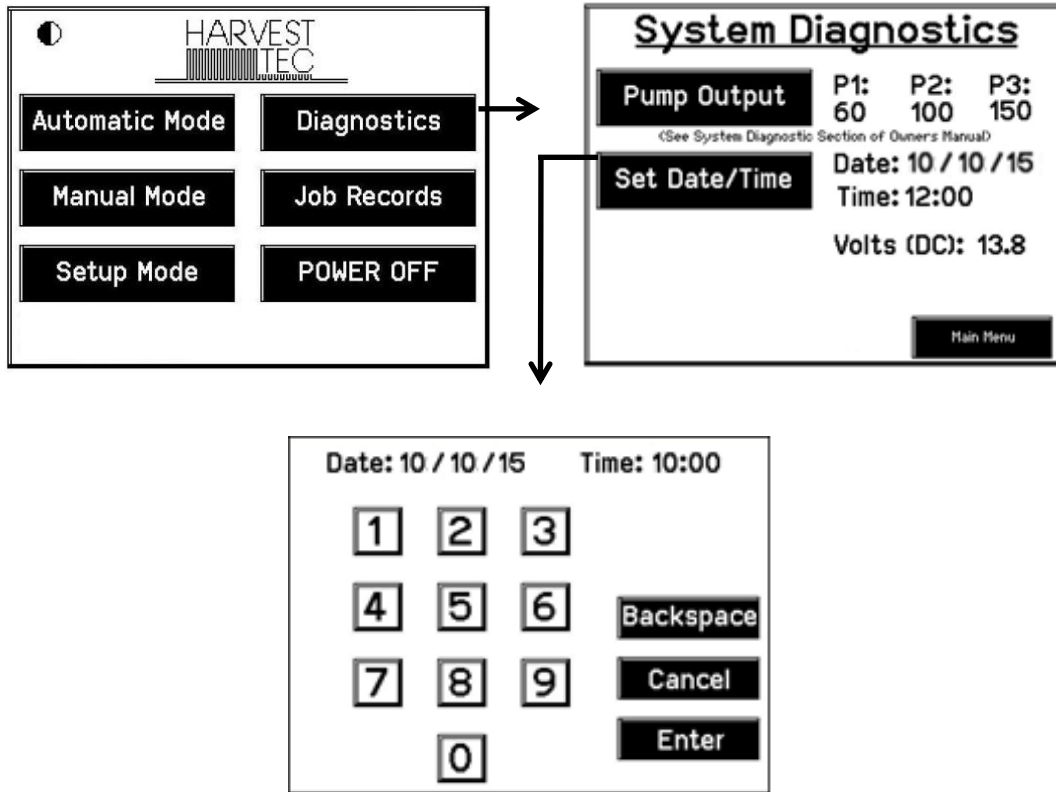 HARVEST
TEC
Automatic Mode
Diagnostics
Manual Mode
Job Records
Setup Mode
POWER OFF
System Diagnostics
Pump Output
P1: P2: P3:
60 100 150
(See System Diagnostic Section of Owners Manual)
Set Date/Time
Date: 10 / 10 / 15
Time: 12:00
Volts (DC): 13.8
Main Menu
Date: 10 / 10 / 15 Time: 10:00
1 2 3
4 5 6
Backspace
7 8 9
Cancel
Enter
0